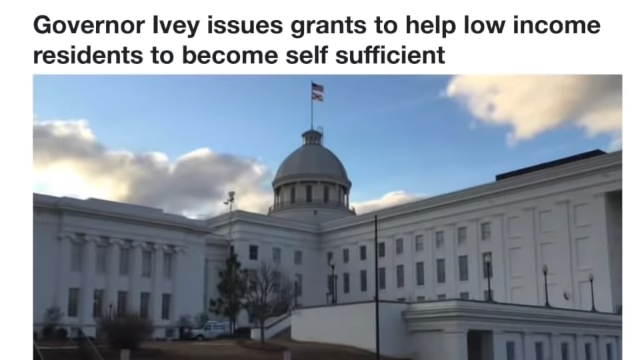 Governor Ivey issues grants to help low income
residents to become self sufficient